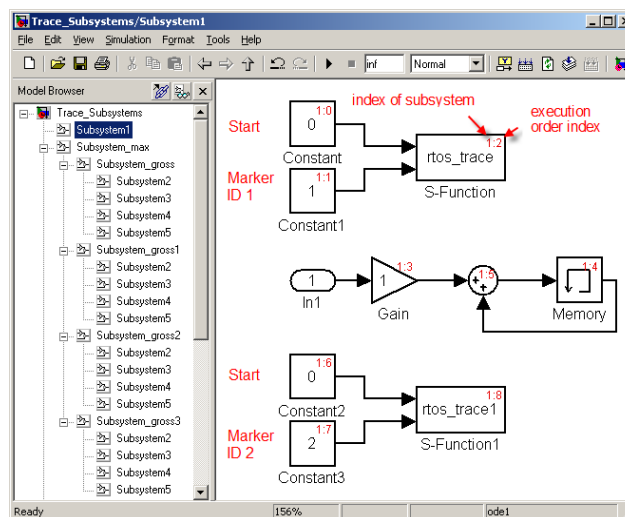 Trace_Subsystems/Subsystem1
File Edit View Simulation Format Tools Help
inf Normal
Model Browser
Trace_Subsystems
Subsystem1
Subsystem_max
Subsystem_gross
Subsystem2
Subsystem3
Subsystem4
Subsystem5
Subsystem_gross1
Subsystem2
Subsystem3
Subsystem4
Subsystem5
Subsystem_gross2
Subsystem2
Subsystem3
Subsystem4
Subsystem5
Subsystem_gross3
Subsystem2
Subsystem3
Subsystem4
Subsystem5
index of subsystem
execution
order index
Start
1:0
0
Constant
Marker
ID 1
1:1
1
Constant1
1:2
rtos_trace
S-Function
1
In1
1:3
1
Gain
1:5
1:4
Memory
Start
1:6
0
Constant2
Marker
ID 2
1:7
2
Constant3
1:8
rtos_trace1
S-Function1
Ready 156% ode1